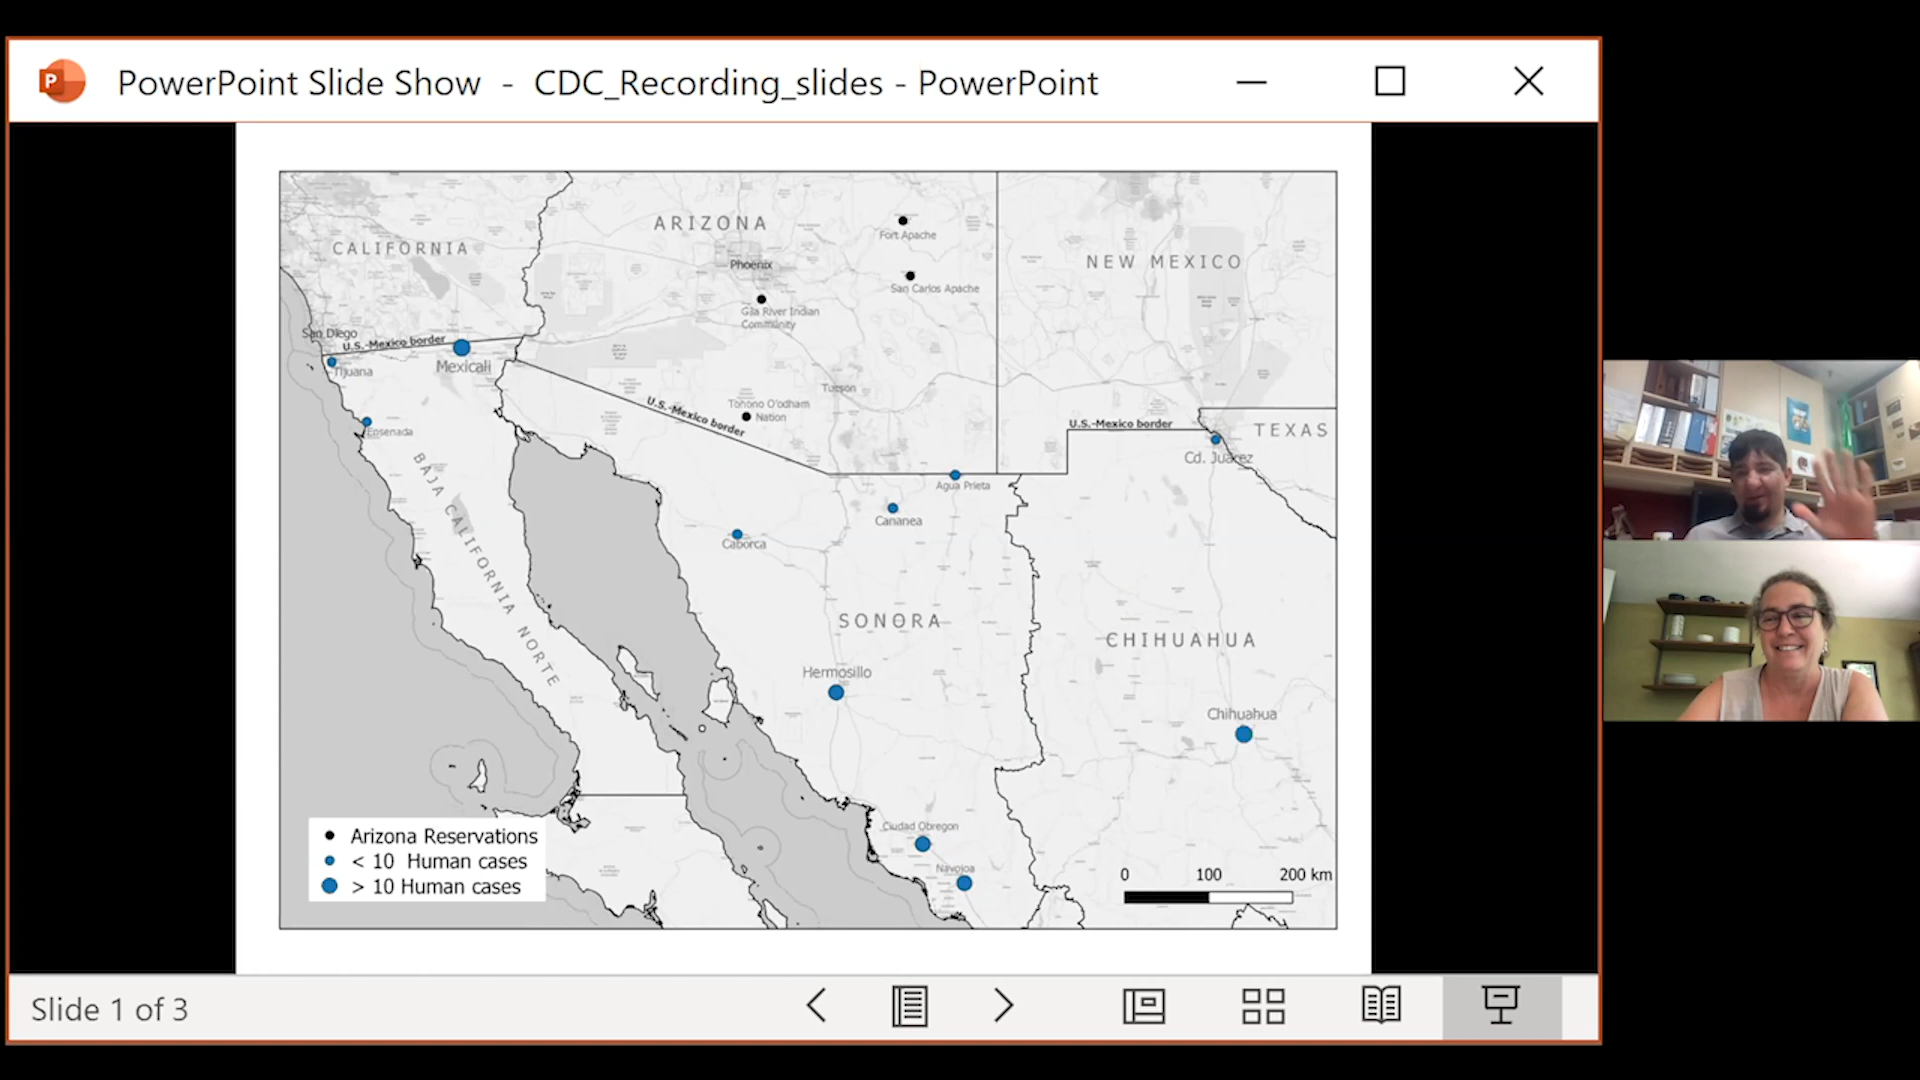 PowerPoint Slide Show - CDC_Recording_slides - PowerPoint
ARIZONA
Fort Apache
CALIFORNIA
Phoenix
NEW MEXICO
San Carlos Apache
Gila River Indian
Community
San Diego
U.S.-Mexico border
Tijuana
Mexicali
Tucson
Tohono O'odham
Nation
U.S.-Mexico border
U.S.-Mexico border
TEXAS
Ensenada
Cd. Juarez
BAJA CALIFORNIA NORTE
Agua Prieta
Cananea
Caborca
SONORA
CHIHUAHUA
Hermosillo
Chihuahua
Ciudad Obregon
Navojoa
Arizona Reservations
< 10 Human cases
> 10 Human cases
0 100 200 km
Slide 1 of 3